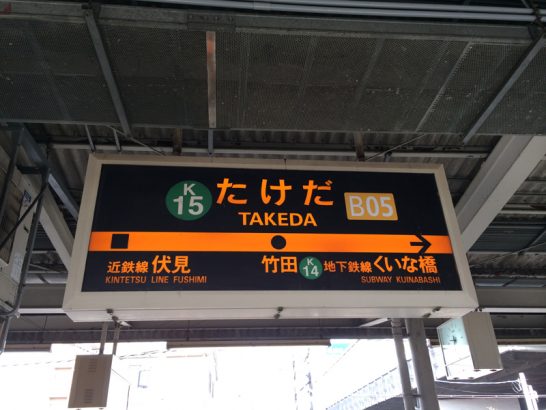 K
15
たけだ
B05
TAKEDA
近鉄線 伏見
KINTETSU LINE FUSHIMI
竹田
K
14
地下鉄線 くいな橋
SUBWAY KUINABASHI